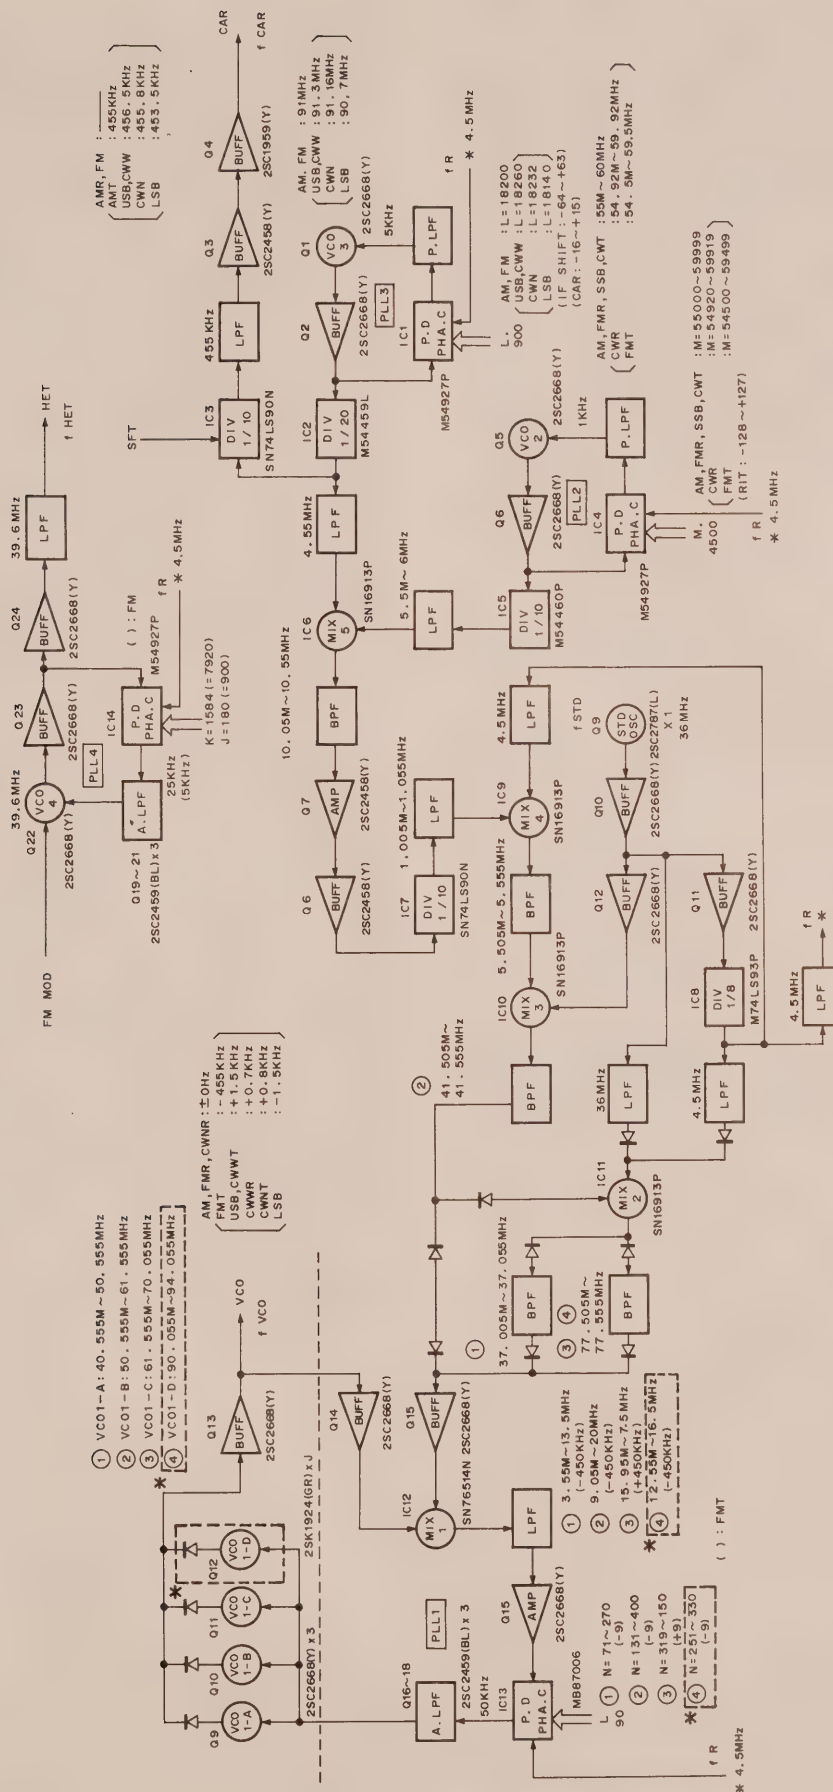 FM MOD
39.6MHz
Q22
VCO
4
2SC2668(Y)
Q23
BUFF
2SC2668(Y)
PLL4
Q24
BUFF
2SC2668(Y)
39.6MHz
LPF
HET
f HET
A.LPF
Q19~21
2SC2459(BL)x3
25KHz
(5KHz)
P.D
PHA.C
IC14
M54927P
( ) : FM
f R
* 4.5MHz
K=1584(=7920)
J=180(=900)
SFT
IC3
DIV
1/10
SN74LS90N
455KHz
LPF
Q3
BUFF
2SC2458(Y)
Q4
BUFF
2SC1959(Y)
CAR
f CAR
AMR, FM :———
AMT :455KHz
USB,CWW :456.5KHz
CWN :455.8KHz
LSB :453.5KHz
IC2
DIV
1/20
M54459L
Q2
BUFF
2SC2668(Y)
Q1
VCO
3
2SC2668(Y)
PLL3
5KHz
P.LPF
IC1
P.D
PHA.C
M54927P
f R
* 4.5MHz
L.
900
AM. FM :91MHz
USB,CWW :91.3MHz
CWN :91.16MHz
LSB :90.7MHz
AM, FM :L=18200
USB,CWW :L=18260
CWN :L=18232
LSB :L=18140
(IF SHIFT:-64~+63)
(CAR:-16~+15)
4.55MHz
LPF
IC6
MIX
5
SN16913P
5.5M~6MHz
LPF
IC5
DIV
1/10
M54460P
Q6
BUFF
2SC2668(Y)
Q5
VCO
2
2SC2668(Y)
PLL2
1KHz
P.LPF
IC4
P.D
PHA.C
M54927P
M.
4500
f R
* 4.5MHz
AM,FMR,SSB,CWT :55M~60MHz
CWR :54.92M~59.92MHz
FMT :54.5M~59.5MHz
AM,FMR,SSB,CWT :M=55000~59999
CWR :M=54920~59919
FMT :M=54500~59499
(RIT:-128~+127)
10.05M~10.55MHz
BPF
Q7
AMP
2SC2458(Y)
Q6
BUFF
2SC2458(Y)
IC7
DIV
1/10
SN74LS90N
1.005M~1.055MHz
LPF
IC9
MIX
4
SN16913P
4.5MHz
LPF
5.505M~5.555MHz
BPF
IC10
MIX
3
SN16913P
f STD
Q9
STD
OSC
2SC2787(L)
X1
36MHz
Q10
BUFF
2SC2668(Y)
Q12
BUFF
2SC2668(Y)
Q11
BUFF
2SC2668(Y)
IC8
DIV
1/8
M74LS93P
4.5MHz
LPF
f R
*
②
41.505M~
41.555MHz
BPF
36MHz
LPF
4.5MHz
LPF
IC11
MIX
2
SN16913P
①
37.005M~37.055MHz
BPF
③ ④
77.505M~
77.555MHz
BPF
① VCO1-A:40.555M~50.555MHz
② VCO1-B:50.555M~61.555MHz
③ VCO1-C:61.555M~70.055MHz
* ④ VCO1-D:90.055M~94.055MHz
AM,FMR,CWNR:±0Hz
FMT :-455KHz
USB,CWWT :+1.5KHz
CWWR :+0.7KHz
CWNT :+0.8KHz
LSB :-1.5KHz
VCO
f VCO
Q13
BUFF
2SC2668(Y)
Q14
BUFF
2SC2668(Y)
Q15
BUFF
2SC2668(Y)
IC12
MIX
1
SN76514N
LPF
① 3.55M~13.5MHz
(-450KHz)
② 9.05M~20MHz
(-450KHz)
③ 15.95M~7.5MHz
(+450KHz)
* ④ 12.55M~16.5MHz
(-450KHz)
( ) : FMT
Q15
AMP
2SC2668(Y)
PLL1
Q9
VCO
1-A
Q10
VCO
1-B
Q11
VCO
1-C
*
Q12
VCO
1-D
2SC2668(Y)x3
2SK1924(GR)xJ
Q16~18
A.LPF
2SC2459(BL)x3
50KHz
IC13
P.D
PHA.C
MB87006
L
90
① N=71~270
(-9)
② N=131~400
(-9)
③ N=319~150
(+9)
* ④ N=251~330
(-9)
f R
* 4.5MHz